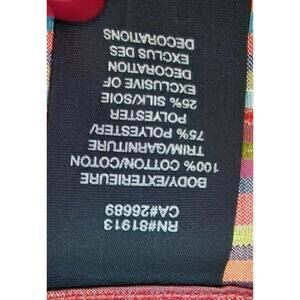 RN#81913
CA#26689
BODY/EXTERIEURE
100% COTTON/COTON
TRIM/GARNITURE
75% POLYESTER/
POLYESTER
25% SILK/SOIE
EXCLUSIVE OF
DECORATION
EXCLUS DES
DECORATIONS